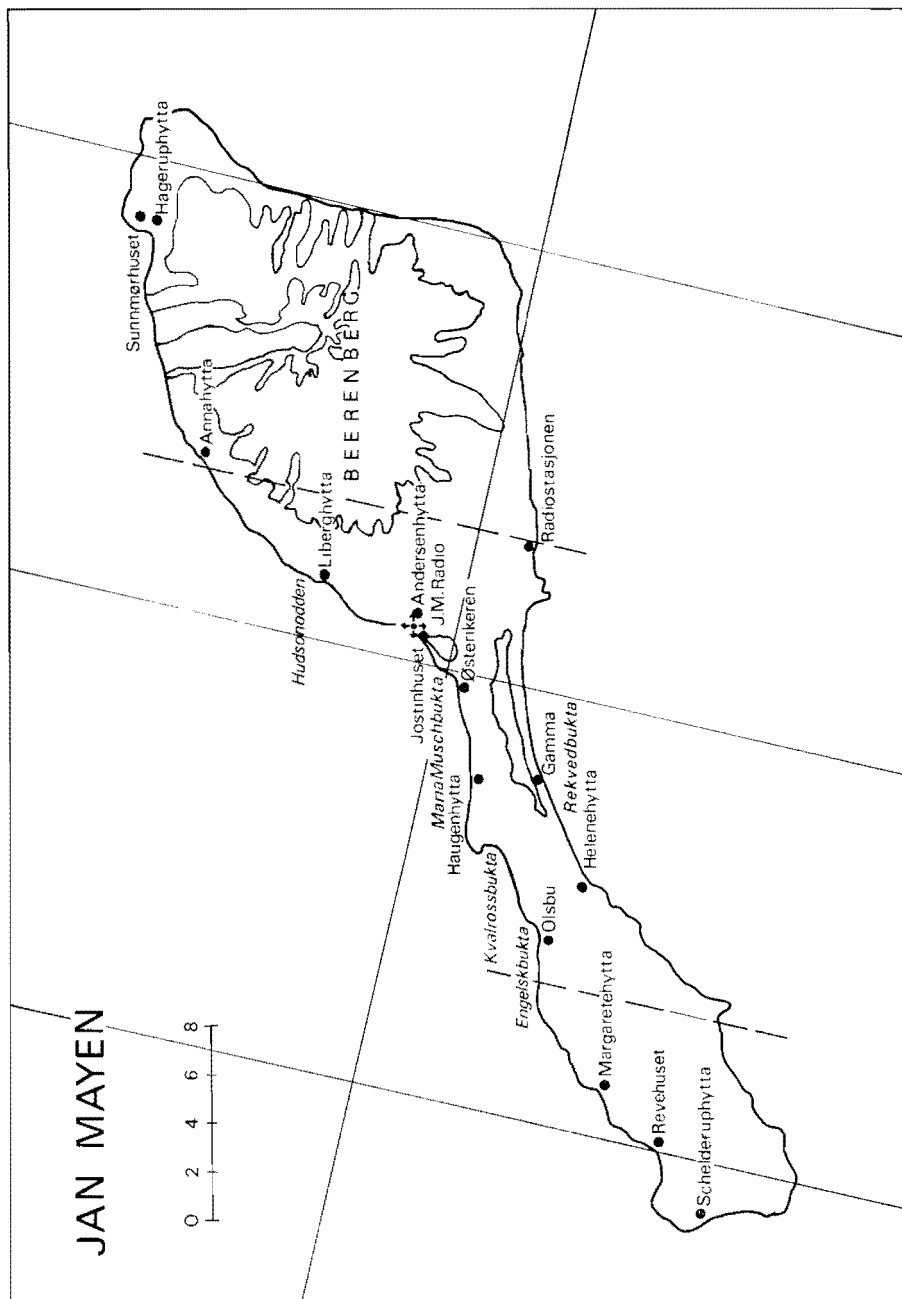 JAN MAYEN
0 2 4 6 8
Sunnmørhuset
Hageruphytta
Annahytta
BEERENBERG
Liberghytta
Hudsonodden
Andersenhytta
J.M.Radio
Jostinhuset
Maria Muschbukta
Østerikeren
Haugenhytta
Radiostasjonen
Gamma
Rekvedbukta
Helenehytta
Kvalrossbukta
Olsbu
Engelskbukta
Margaretehytta
Revehuset
Schelderuphytta